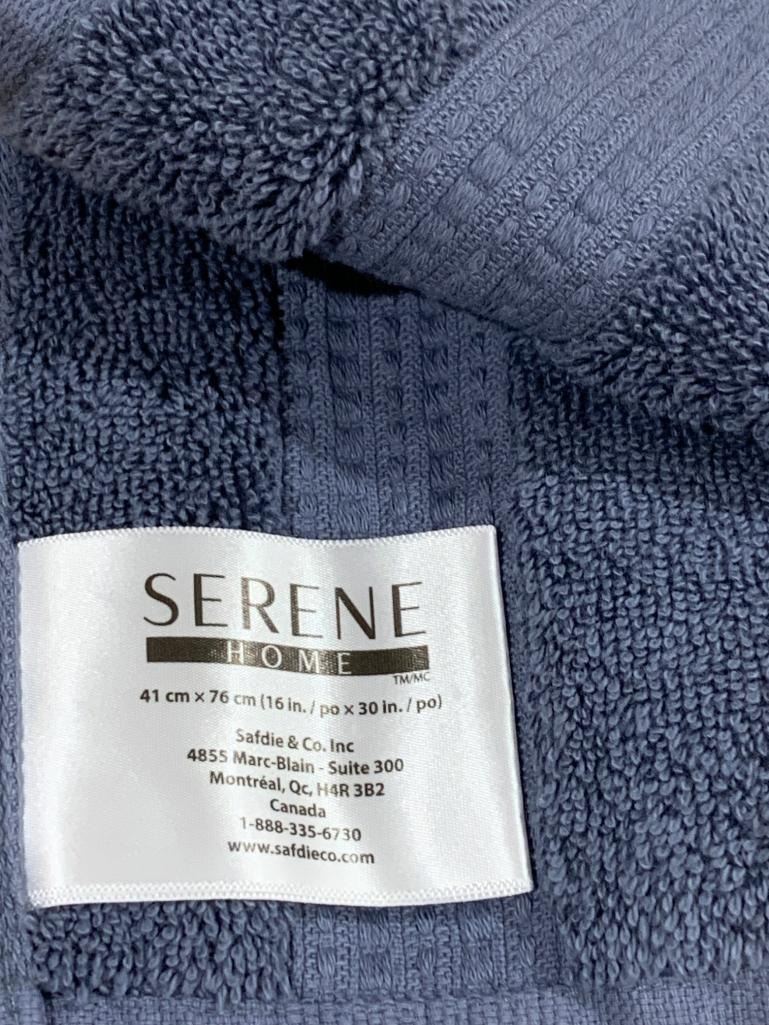 SERENE
HOME
TM/MC
41 cm × 76 cm (16 in. / po × 30 in. / po)
Safdie & Co. Inc
4855 Marc-Blain - Suite 300
Montréal, Qc, H4R 3B2
Canada
1-888-335-6730
www.safdieco.com